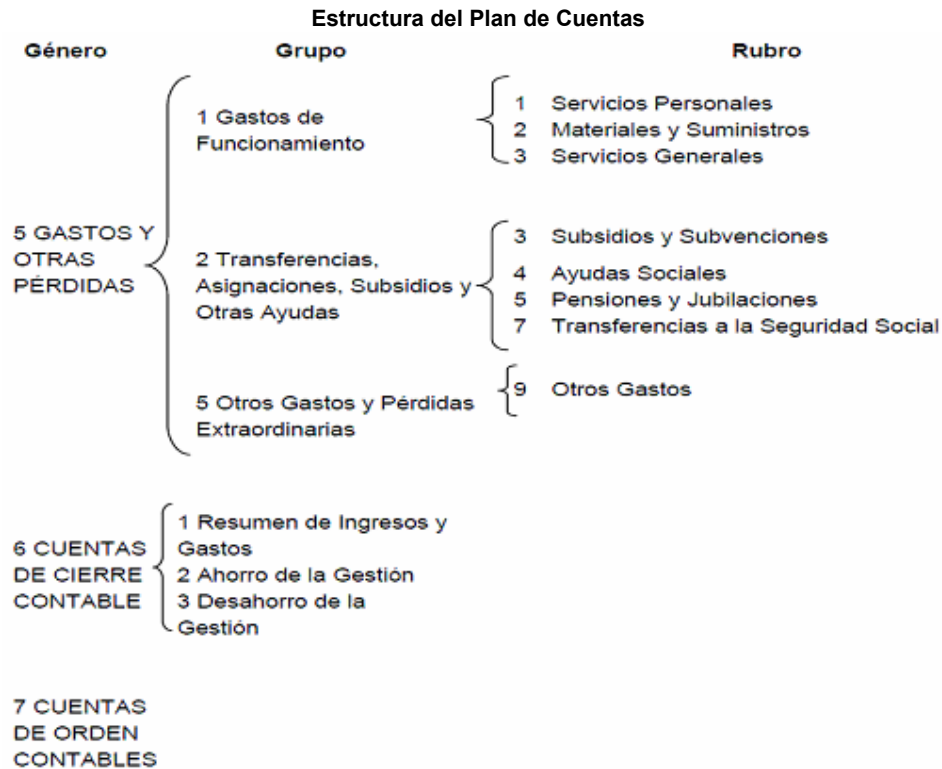 Estructura del Plan de Cuentas
Género Grupo Rubro
5 GASTOS Y
OTRAS
PÉRDIDAS
1 Gastos de
Funcionamiento
1 Servicios Personales
2 Materiales y Suministros
3 Servicios Generales
2 Transferencias,
Asignaciones, Subsidios y
Otras Ayudas
3 Subsidios y Subvenciones
4 Ayudas Sociales
5 Pensiones y Jubilaciones
7 Transferencias a la Seguridad Social
5 Otros Gastos y Pérdidas
Extraordinarias
9 Otros Gastos
6 CUENTAS
DE CIERRE
CONTABLE
1 Resumen de Ingresos y
Gastos
2 Ahorro de la Gestión
3 Desahorro de la
Gestión
7 CUENTAS
DE ORDEN
CONTABLES